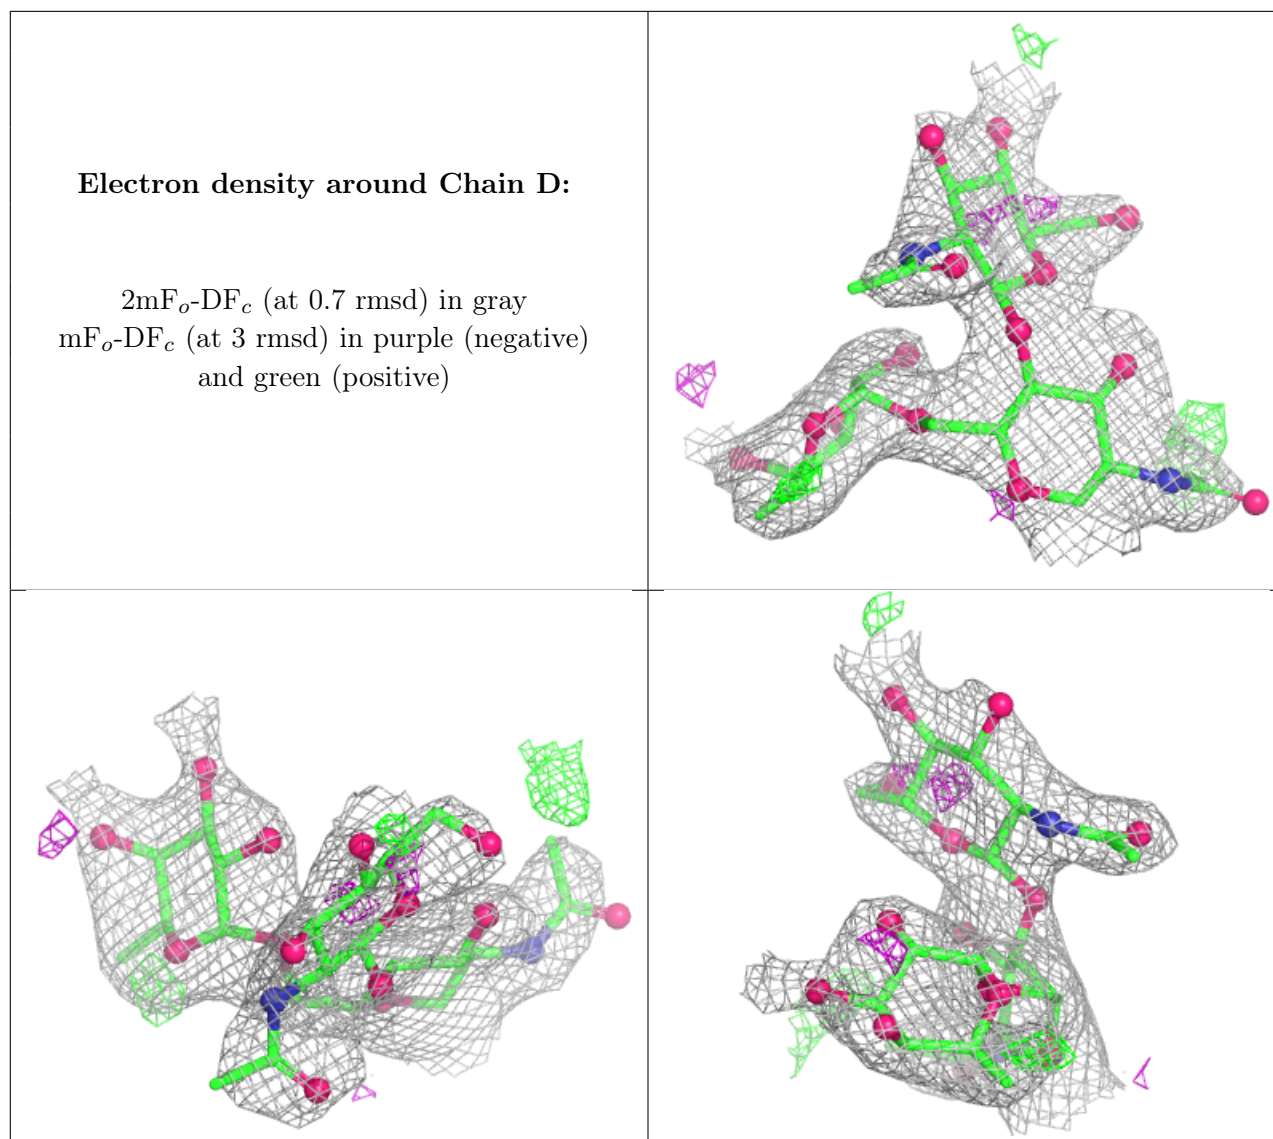 Electron density around Chain D:
2mFo-DFc (at 0.7 rmsd) in gray
mFo-DFc (at 3 rmsd) in purple (negative)
and green (positive)